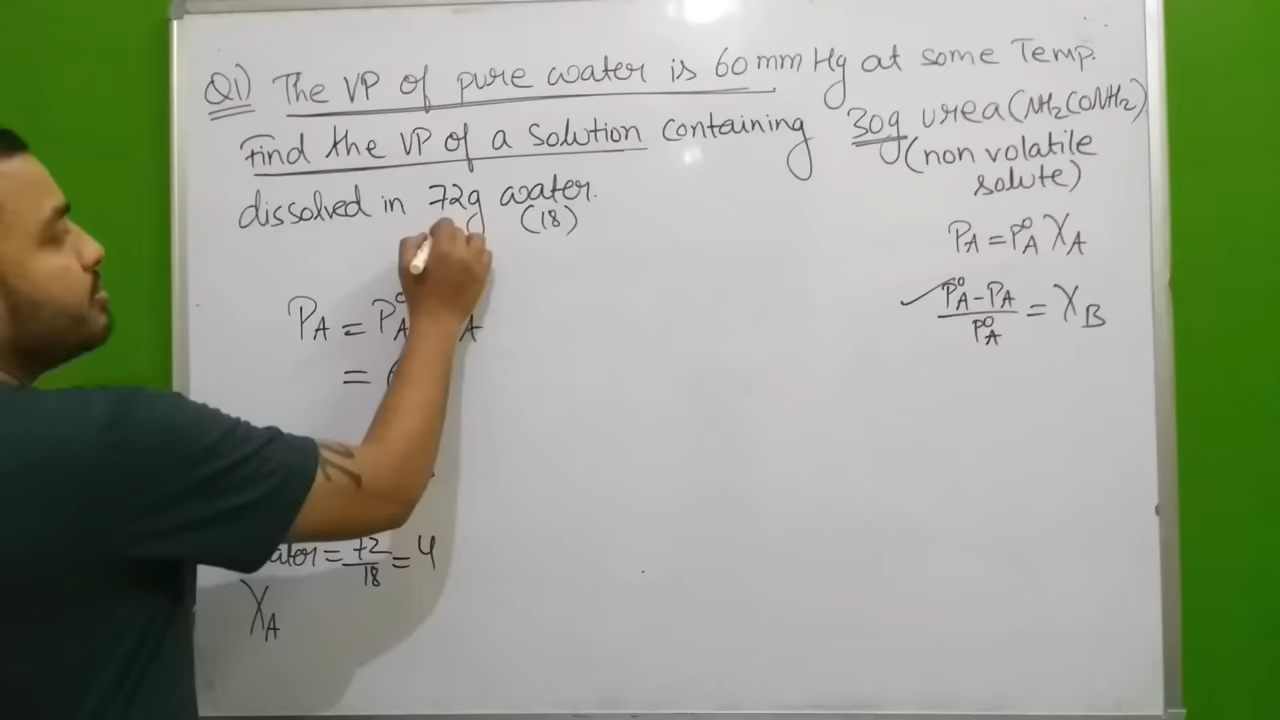 Q1) The VP of pure water is 60mm Hg at some Temp.
Find the VP of a solution containing 30g urea (NH2CONH2)
(non volatile
solute)
dissolved in 72g water.
(18)
PA = P°A XA
P°A - PA / P°A = XB
PA = P°A A
=
ater = 72/18 = 4
XA